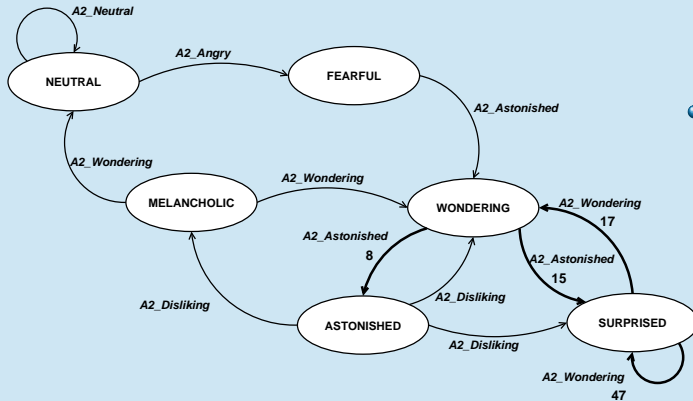 A2_Neutral
A2_Angry
NEUTRAL
FEARFUL
A2_Astonished
A2_Wondering
A2_Wondering
MELANCHOLIC
WONDERING
A2_Wondering
17
A2_Astonished
8
A2_Astonished
15
A2_Disliking
A2_Disliking
ASTONISHED
SURPRISED
A2_Disliking
A2_Wondering
47